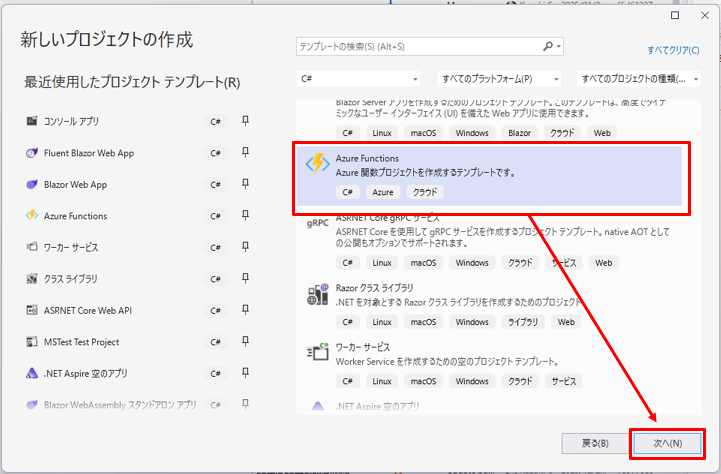 新しいプロジェクトの作成
テンプレートの検索(S) (Alt+S)
すべてクリア(C)
最近使用したプロジェクト テンプレート(R)
C#
すべてのプラットフォーム(P)
すべてのプロジェクトの種類(...
コンソール アプリ
C#
Fluent Blazor Web App
C#
Blazor Web App
C#
Azure Functions
C#
ワーカー サービス
C#
クラス ライブラリ
C#
ASP.NET Core Web API
C#
MSTest Test Project
C#
.NET Aspire 空のアプリ
C#
Blazor WebAssembly スタンドアロン アプリ
C#
Blazor Server アプリを作成するためのプロジェクト テンプレート。このテンプレートは、高度でダイナ
ミックなユーザー インターフェイス (UI) を備えた Web アプリに使用できます。
C# Linux macOS Windows Blazor クラウド Web
Azure Functions
Azure 関数プロジェクトを作成するテンプレートです。
C# Azure クラウド
gRPC
ASP.NET Core gRPC サービス
ASP.NET Core を使用して gRPC サービスを作成するプロジェクト テンプレート。native AOT として
の公開もオプションでサポートされます。
C# Linux macOS Windows クラウド サービス Web
Razor クラス ライブラリ
.NET を対象とする Razor クラス ライブラリを作成するためのプロジェクト
C# Linux macOS Windows ライブラリ Web
ワーカー サービス
Worker Service を作成するための空のプロジェクト テンプレート。
C# Linux macOS Windows クラウド サービス
.NET Aspire 空のアプリ
戻る(B)
次へ(N)